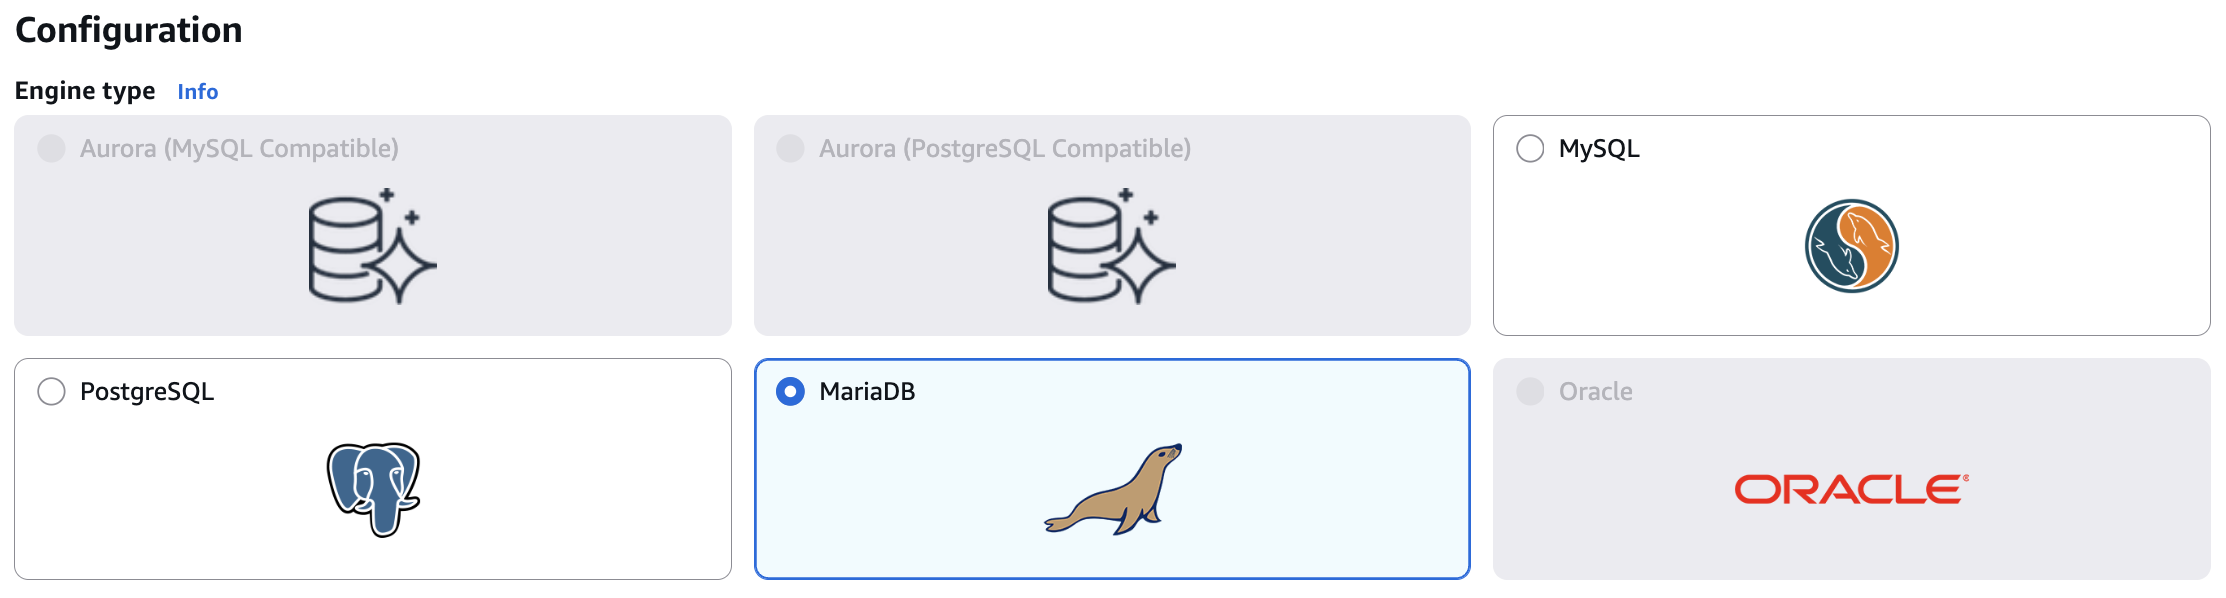 Configuration
Engine type Info
Aurora (MySQL Compatible)
Aurora (PostgreSQL Compatible)
MySQL
PostgreSQL
MariaDB
Oracle
ORACLE®